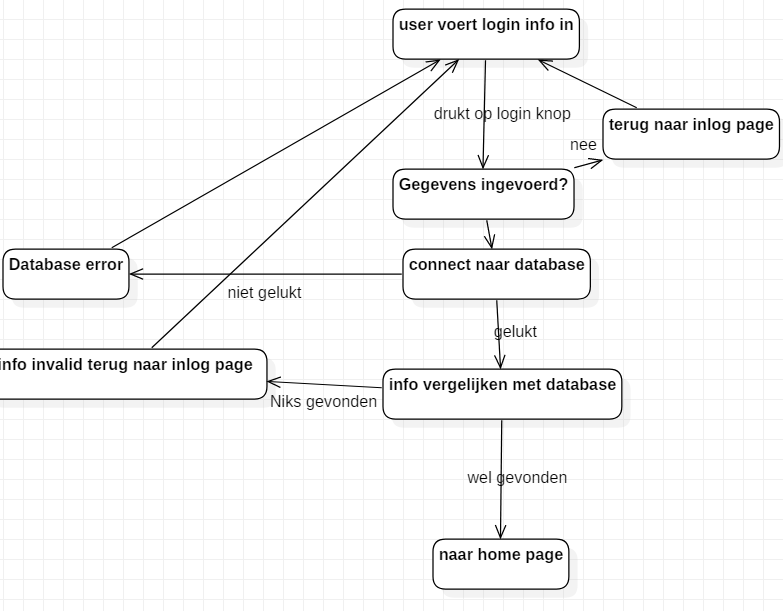 user voert login info in
drukt op login knop
terug naar inlog page
nee
Gegevens ingevoerd?
Database error
connect naar database
niet gelukt
gelukt
info invalid terug naar inlog page
info vergelijken met database
Niks gevonden
wel gevonden
naar home page